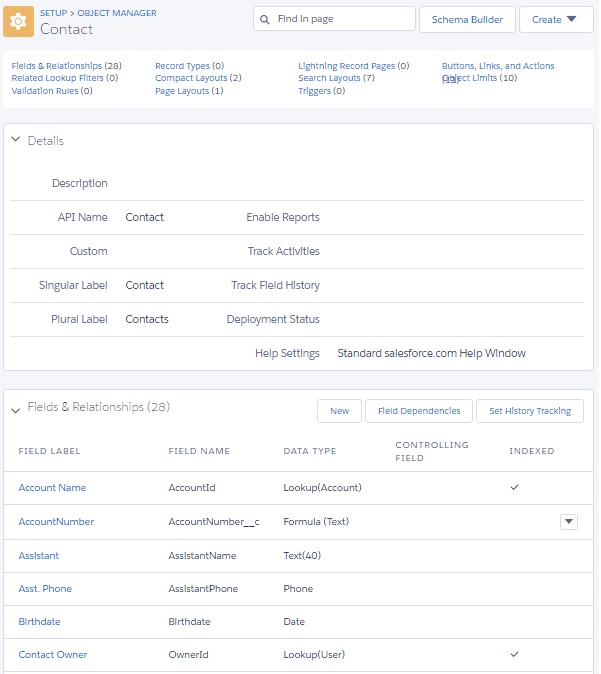 SETUP > OBJECT MANAGER
Contact
Find in page
Schema Builder
Create
Fields & Relationships (28)
Record Types (0)
Lightning Record Pages (0)
Buttons, Links, and Actions
Related Lookup Filters (0)
Compact Layouts (2)
Search Layouts (7)
Object Limits (10)
Validation Rules (0)
Page Layouts (1)
Triggers (0)
Details
Description
API Name Contact Enable Reports
Custom Track Activities
Singular Label Contact Track Field History
Plural Label Contacts Deployment Status
Help Settings Standard salesforce.com Help Window
Fields & Relationships (28)
New
Field Dependencies
Set History Tracking
FIELD LABEL FIELD NAME DATA TYPE CONTROLLING FIELD INDEXED
Account Name AccountId Lookup(Account) ✓
AccountNumber AccountNumber__c Formula (Text)
Assistant AssistantName Text(40)
Asst. Phone AssistantPhone Phone
Birthdate Birthdate Date
Contact Owner OwnerId Lookup(User) ✓